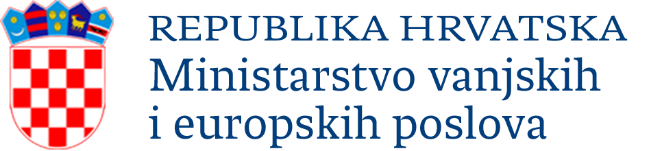 REPUBLIKA HRVATSKA
Ministarstvo vanjskih
i europskih poslova